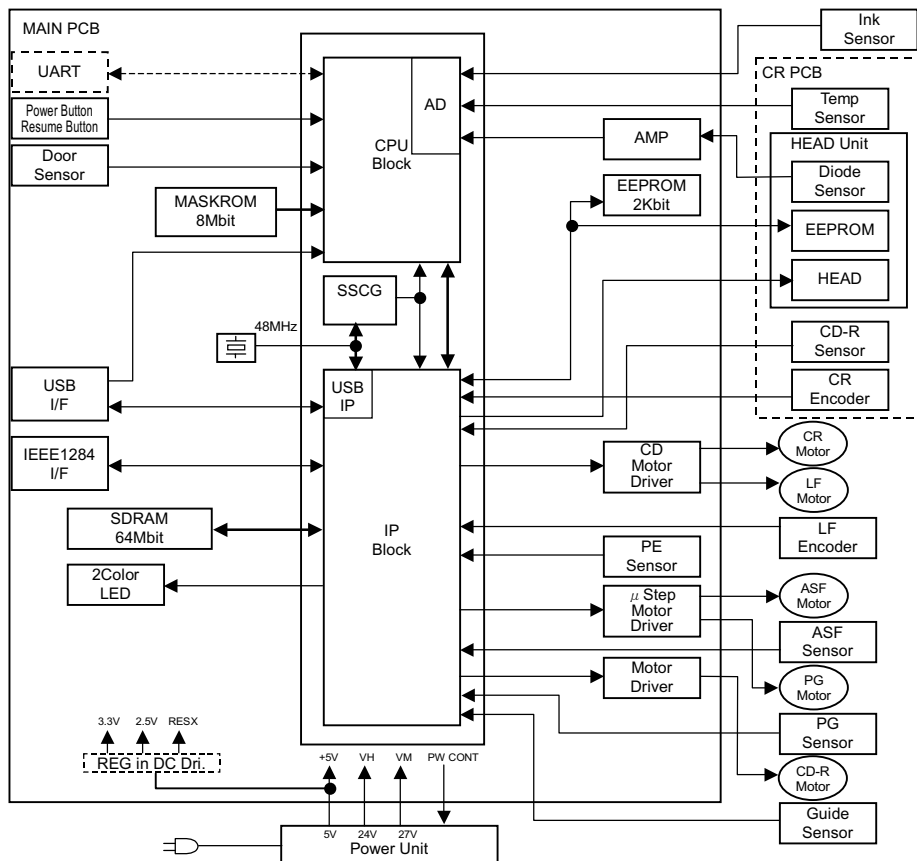 MAIN PCB
Ink
Sensor
UART
CR PCB
Power Button
Resume Button
AD
Temp
Sensor
CPU
Block
AMP
HEAD Unit
Door
Sensor
Diode
Sensor
MASKROM
8Mbit
EEPROM
2Kbit
EEPROM
SSCG
HEAD
48MHz
CD-R
Sensor
USB
I/F
USB
IP
CR
Encoder
IEEE1284
I/F
CD
Motor
Driver
CR
Motor
LF
Motor
SDRAM
64Mbit
IP
Block
LF
Encoder
PE
Sensor
2Color
LED
μ Step
Motor
Driver
ASF
Motor
ASF
Sensor
Motor
Driver
PG
Motor
3.3V 2.5V RESX
PG
Sensor
REG in DC Dri.
+5V VH VM PW CONT
CD-R
Motor
5V 24V 27V
Power Unit
Guide
Sensor